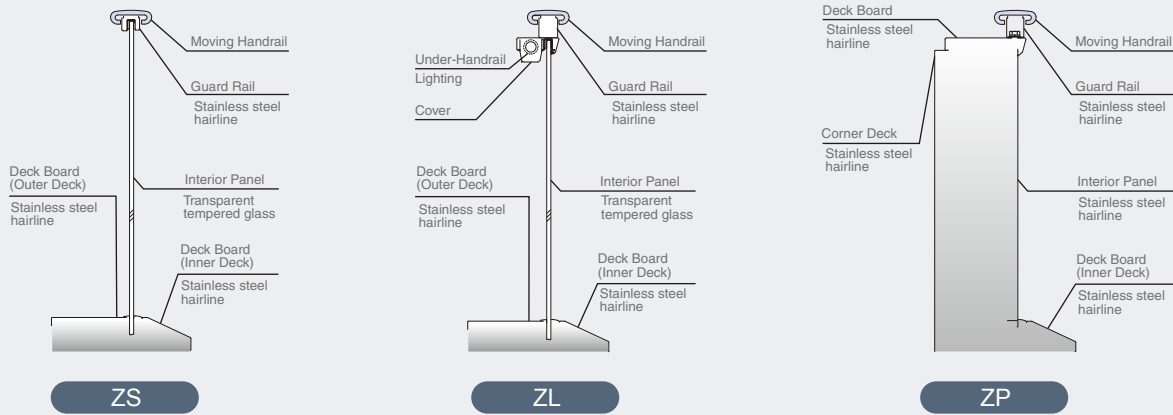 Moving Handrail
Guard Rail
Stainless steel
hairline
Deck Board
(Outer Deck)
Stainless steel
hairline
Interior Panel
Transparent
tempered glass
Deck Board
(Inner Deck)
Stainless steel
hairline
ZS
Moving Handrail
Under-Handrail
Lighting
Cover
Guard Rail
Stainless steel
hairline
Deck Board
(Outer Deck)
Stainless steel
hairline
Interior Panel
Transparent
tempered glass
Deck Board
(Inner Deck)
Stainless steel
hairline
ZL
Deck Board
Stainless steel
hairline
Moving Handrail
Guard Rail
Stainless steel
hairline
Corner Deck
Stainless steel
hairline
Interior Panel
Stainless steel
hairline
Deck Board
(Inner Deck)
Stainless steel
hairline
ZP